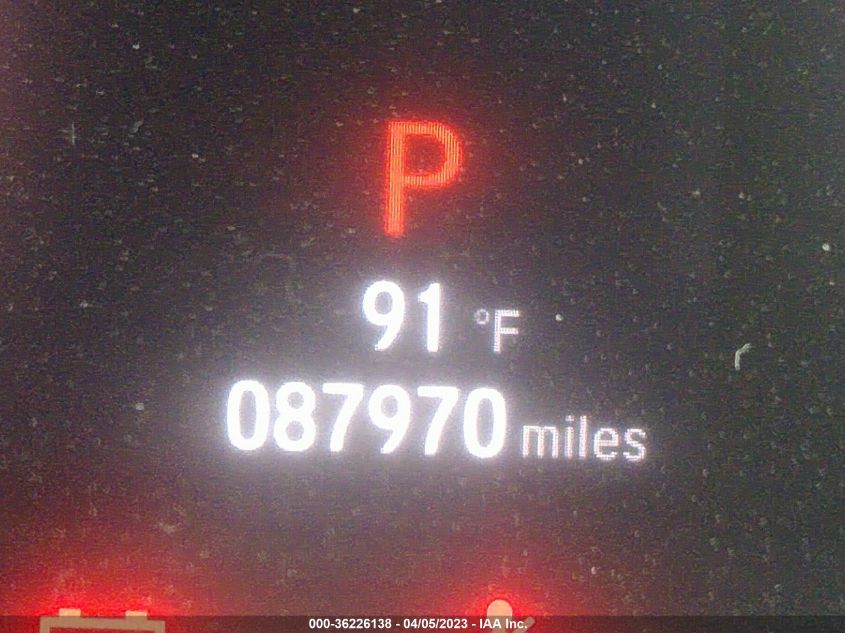 P
91 °F
087970 miles
000-36226138 - 04/05/2023 - IAA Inc.